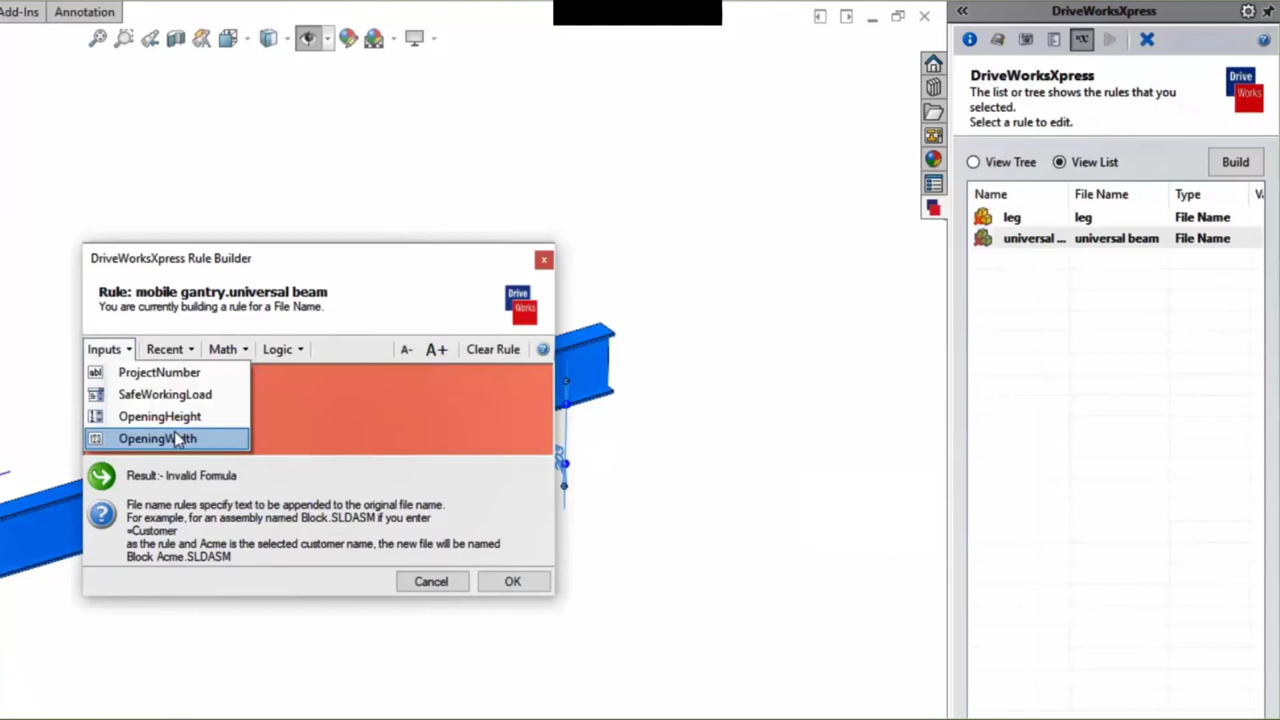 Add-Ins
Annotation
DriveWorksXpress
DriveWorksXpress
The list or tree shows the rules that you
selected.
Select a rule to edit.
Drive
Works
View Tree
View List
Build
Name File Name Type
leg leg File Name
universal ... universal beam File Name
DriveWorksXpress Rule Builder
x
Rule: mobile gantry.universal beam
You are currently building a rule for a File Name.
Drive
Works
Inputs Recent Math Logic A- A+ Clear Rule
ProjectNumber
SafeWorkingLoad
OpeningHeight
OpeningWidth
Result:- Invalid Formula
File name rules specify text to be appended to the original file name.
For example, for an assembly named Block.SLDASM if you enter
=Customer
as the rule and Acme is the selected customer name, the new file will be named
Block Acme.SLDASM
Cancel OK